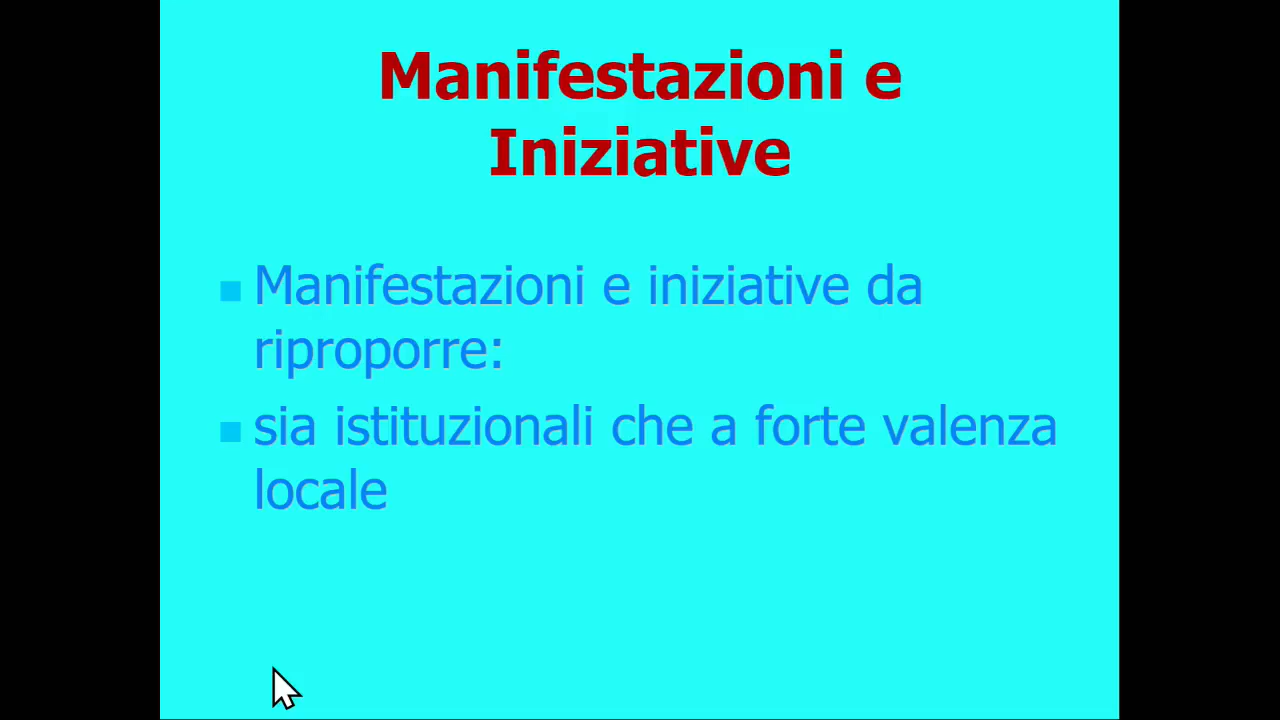 Manifestazioni e
Iniziative
Manifestazioni e iniziative da
riproporre:
sia istituzionali che a forte valenza
locale